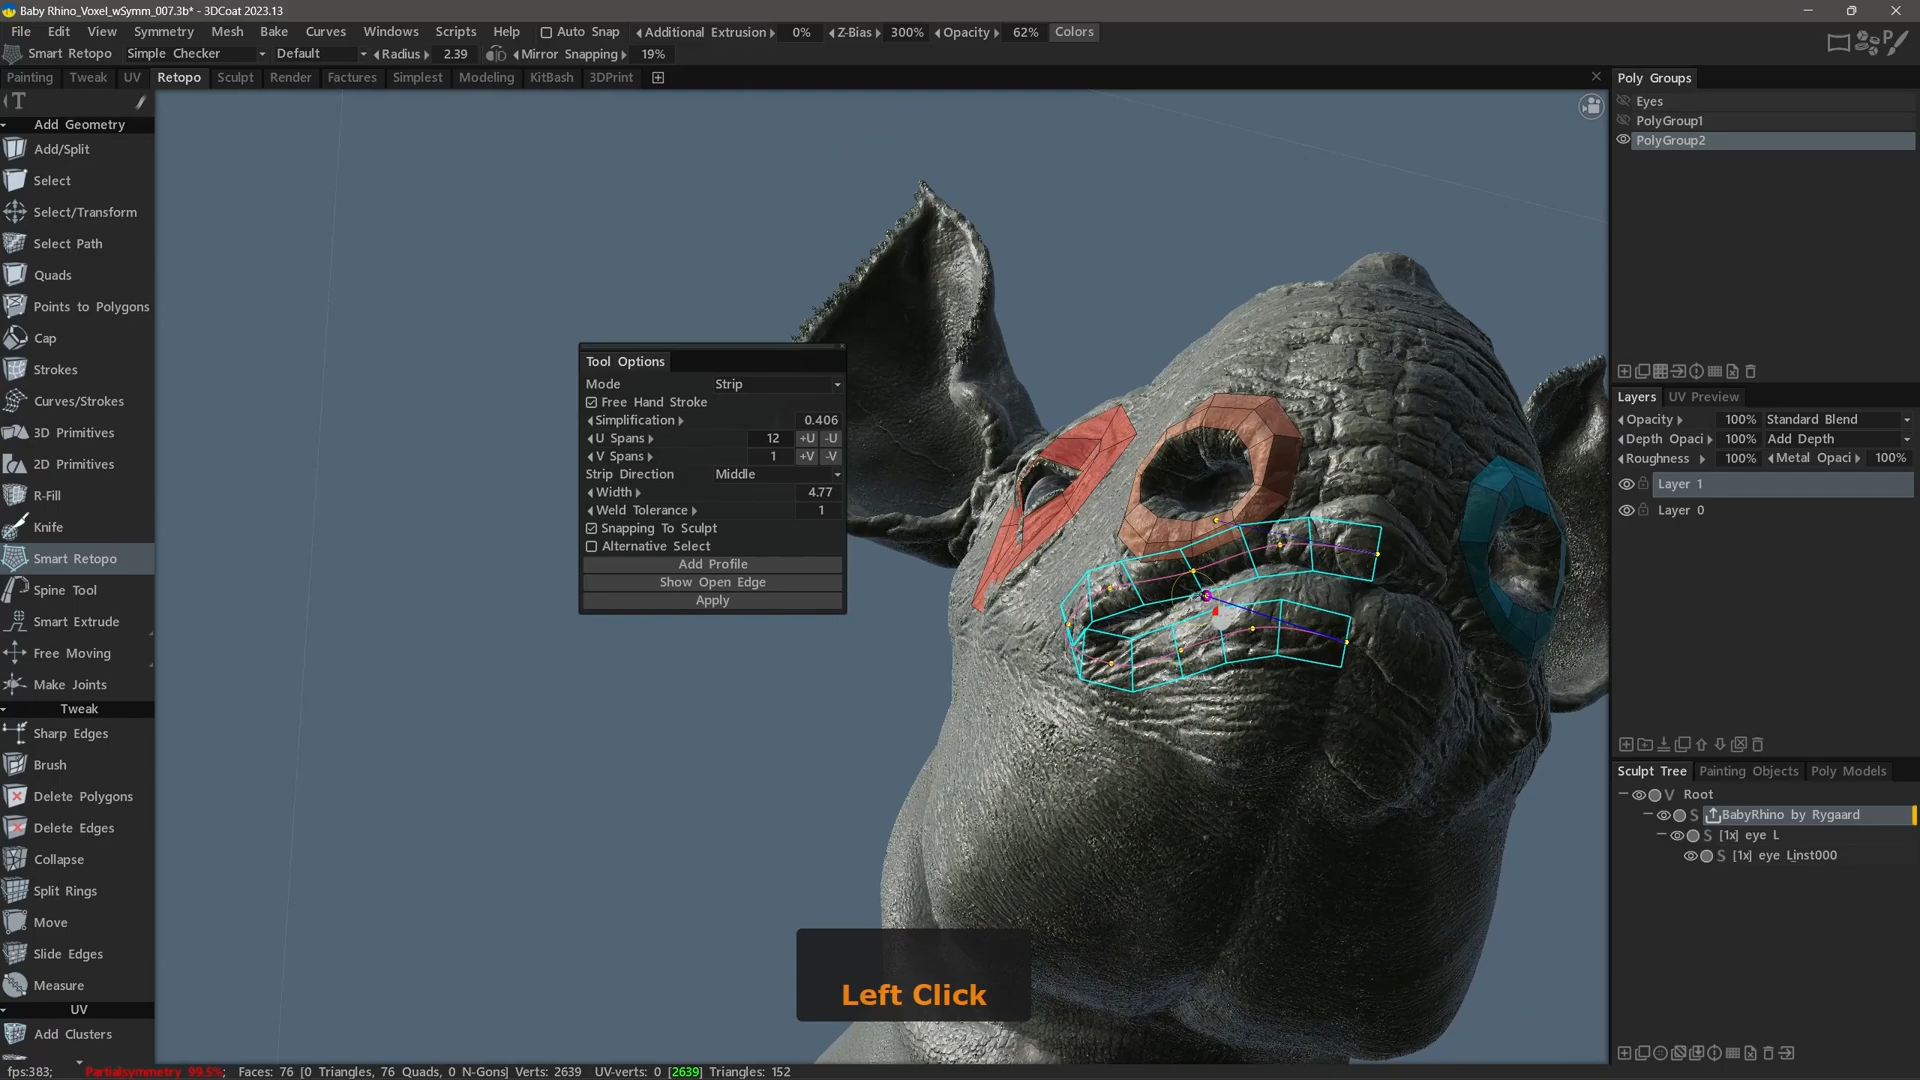 Baby Rhino_Voxel_wSymm_007.3b* - 3DCoat 2023.13
File Edit View Symmetry Mesh Bake Curves Windows Scripts Help Auto Snap Additional Extrusion 0% Z-Bias 300% Opacity 62% Colors
Smart Retopo Simple Checker Default Radius 2.39 Mirror Snapping 19%
Painting Tweak UV Retopo Sculpt Render Factures Simplest Modeling KitBash 3DPrint
Add Geometry
Add/Split
Select
Select/Transform
Select Path
Quads
Points to Polygons
Cap
Strokes
Curves/Strokes
3D Primitives
2D Primitives
R-Fill
Knife
Smart Retopo
Spine Tool
Smart Extrude
Free Moving
Make Joints
Tweak
Sharp Edges
Brush
Delete Polygons
Delete Edges
Collapse
Split Rings
Move
Slide Edges
Measure
UV
Add Clusters
Tool Options
Mode Strip
Free Hand Stroke
Simplification 0.406
U Spans 12 +U -U
V Spans 1 +V -V
Strip Direction Middle
Width 4.77
Weld Tolerance 1
Snapping To Sculpt
Alternative Select
Add Profile
Show Open Edge
Apply
Left Click
Poly Groups
Eyes
PolyGroup1
PolyGroup2
Layers UV Preview
Opacity 100% Standard Blend
Depth Opaci 100% Add Depth
Roughness 100% Metal Opaci 100%
Layer 1
Layer 0
Sculpt Tree Painting Objects Poly Models
V Root
S BabyRhino by Rygaard
S [1x] eye L
S [1x] eye Linst000
fps:383; Partialsymmetry 99.5%; Faces: 76 [0 Triangles, 76 Quads, 0 N-Gons] Verts: 2639 UV-verts: 0 [2639] Triangles: 152